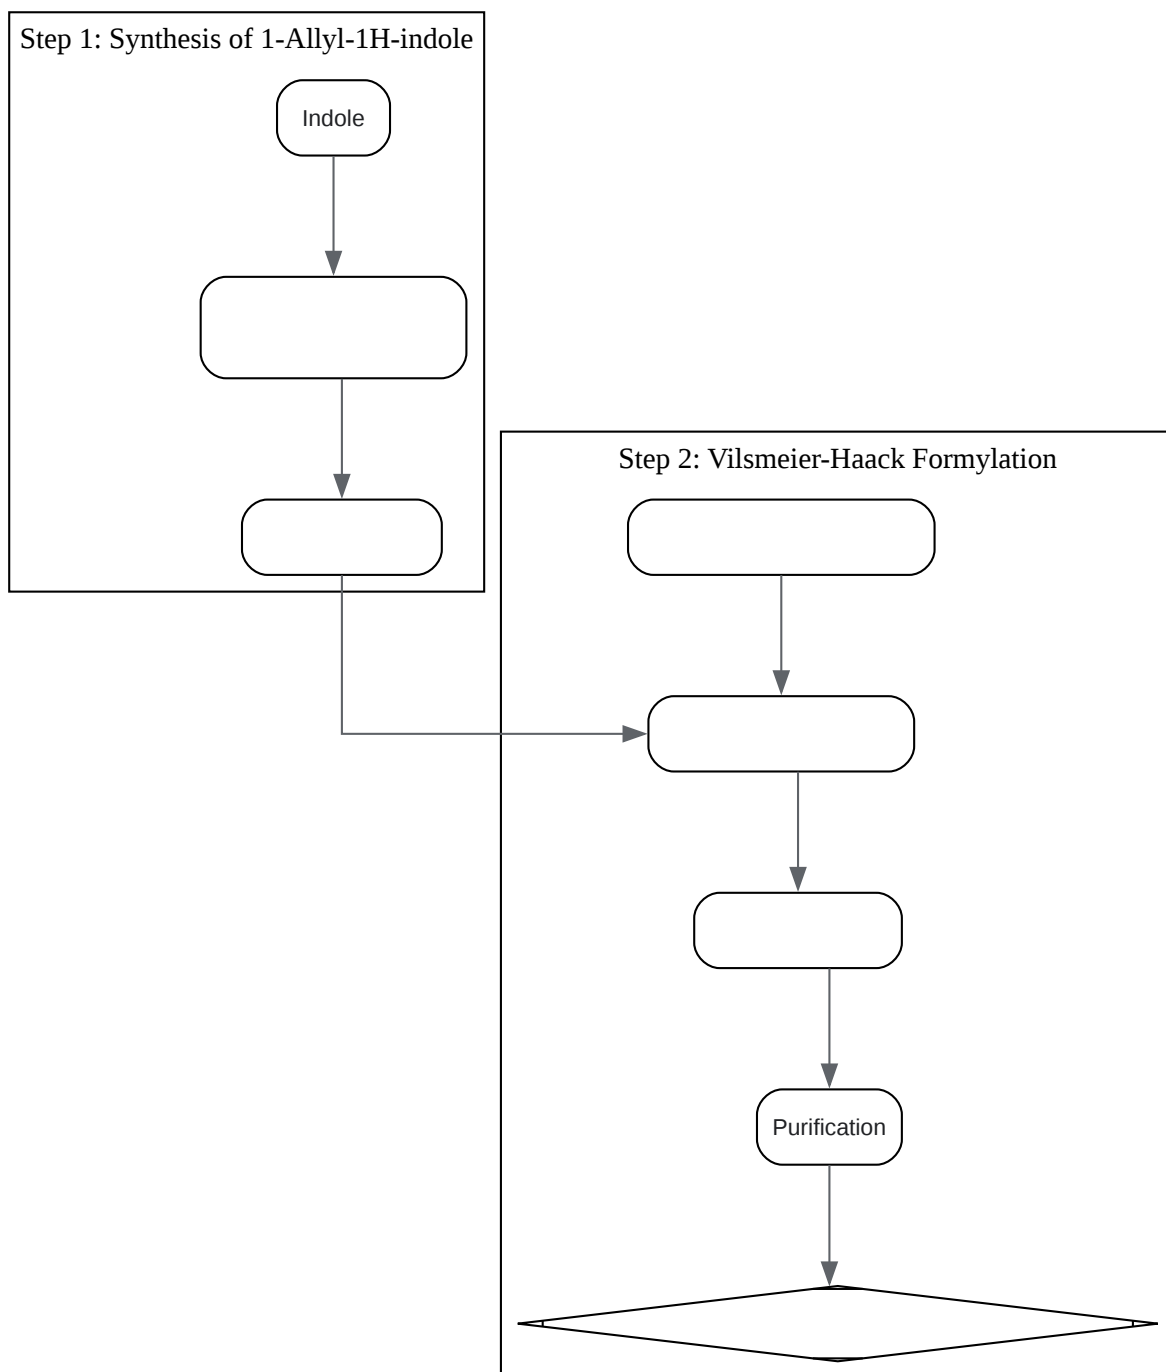 Step 1: Synthesis of 1-Allyl-1H-indole
Indole
Step 2: Vilsmeier-Haack Formylation
Purification